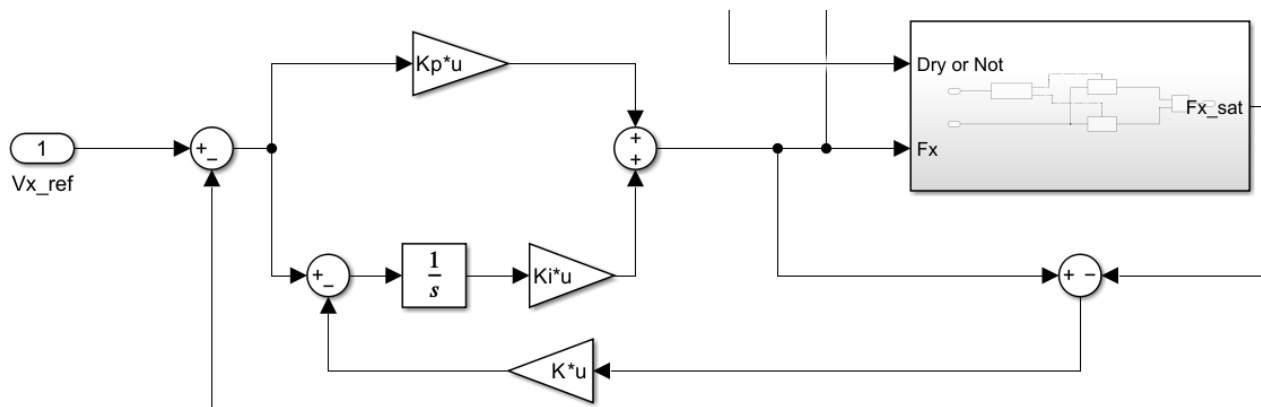 Kp*u
Dry or Not
Fx_sat
+
−
1
Vx_ref
+
+
Fx
+
−
1
s
Ki*u
+
−
K*u